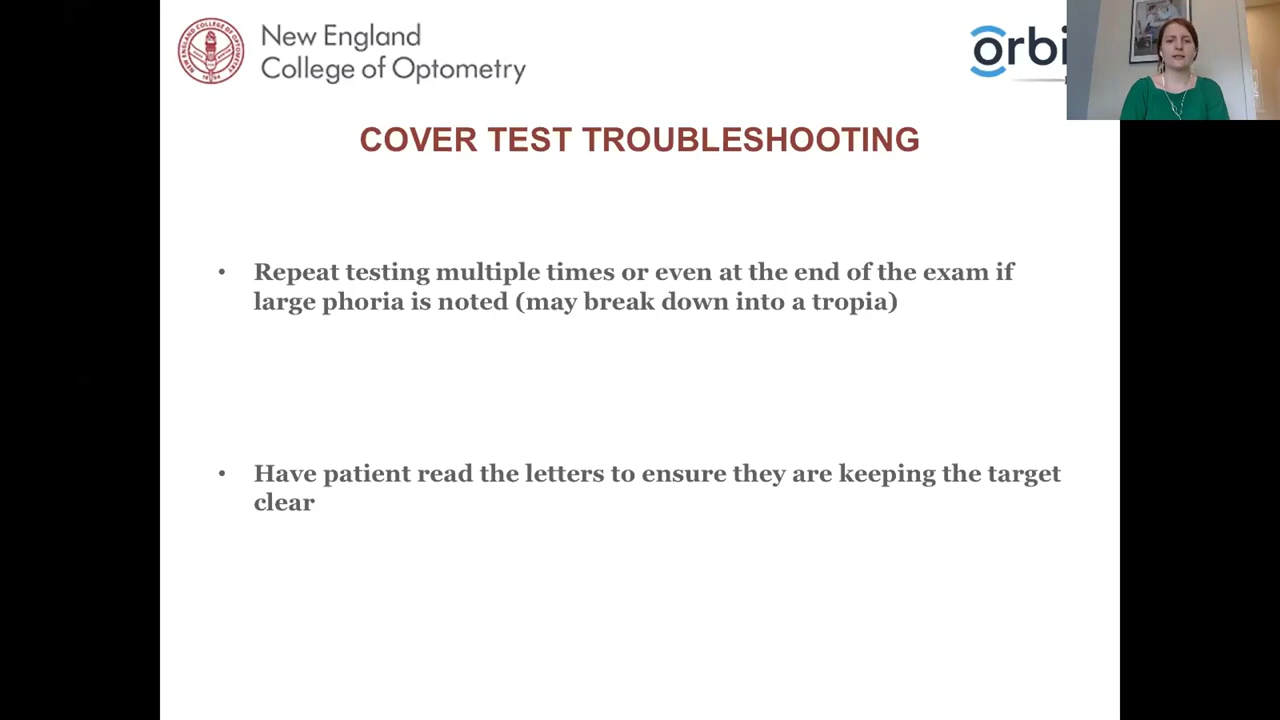 New England
College of Optometry
COVER TEST TROUBLESHOOTING
• Repeat testing multiple times or even at the end of the exam if
large phoria is noted (may break down into a tropia)
• Have patient read the letters to ensure they are keeping the target
clear